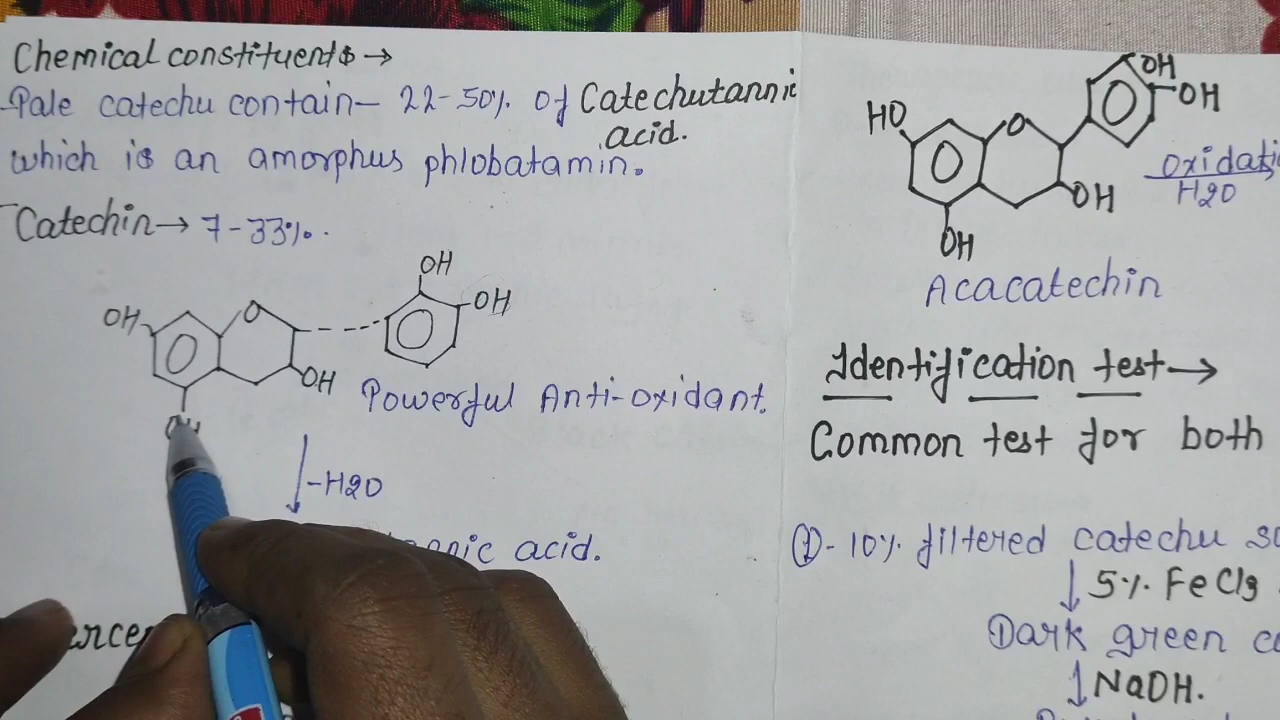 Chemical constituents →
Pale catechu contain- 22-50% of Catechutannic
acid.
which is an amorphus phlobatamin.
Catechin → 7-33%.
OH
OH
OH
O
OH
OH
Powerful Anti-oxidant.
-H2O
acid.
HO
O
OH
OH
OH
OH
H2O
Acacatechin
Identification test →
Common test for both
①- 10% filtered catechu
↓ 5% FeCl3
Dark green
↓ NaOH.